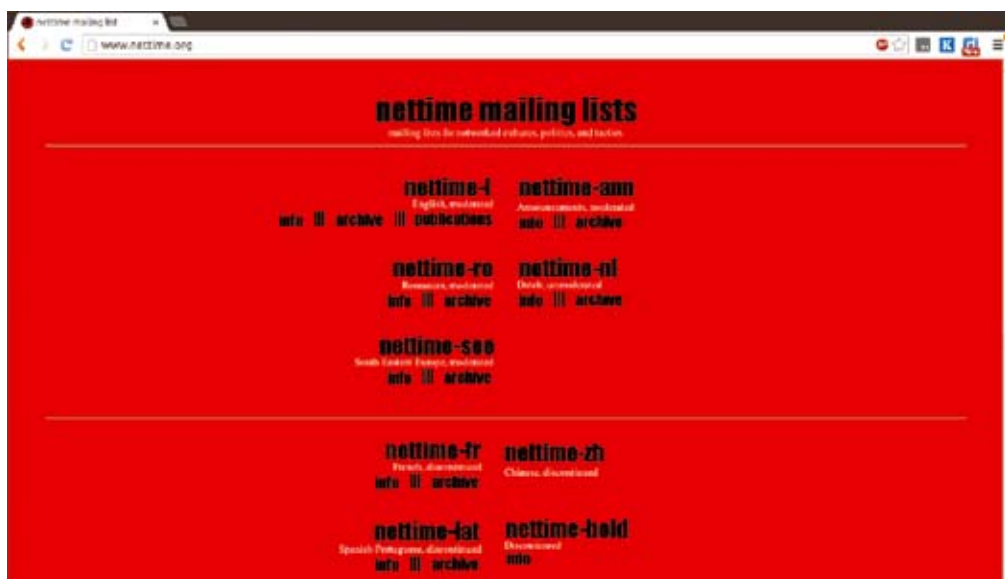 nettime mailing list
www.nettime.org
nettime mailing lists
mailing lists for networked cultures, politics, and tactics
nettime-l
English, moderated
info ||| archive ||| publications
nettime-ann
Announcements, moderated
info ||| archive
nettime-ro
Romanian, moderated
info ||| archive
nettime-nl
Dutch, unmoderated
info ||| archive
nettime-see
South Eastern Europe, moderated
info ||| archive
nettime-fr
French, discontinued
info ||| archive
nettime-zh
Chinese, discontinued
nettime-lat
Spanish Portuguese, discontinued
info ||| archive
nettime-bold
Discontinued
info